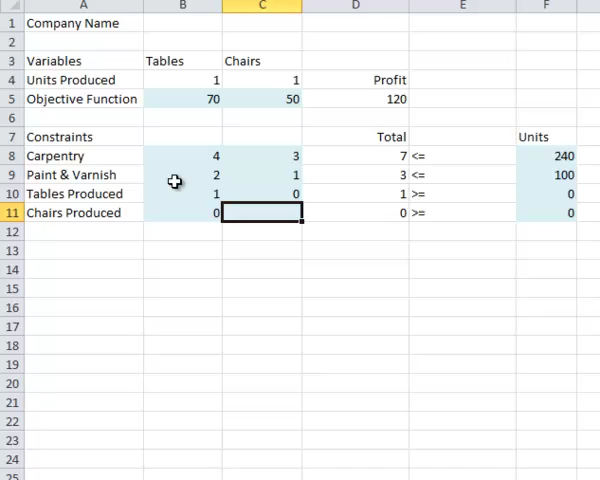 A B C D E F
1 Company Name
2
3 Variables Tables Chairs
4 Units Produced 1 1 Profit
5 Objective Function 70 50 120
6
7 Constraints Total Units
8 Carpentry 4 3 7 <= 240
9 Paint & Varnish 2 1 3 <= 100
10 Tables Produced 1 0 1 >= 0
11 Chairs Produced 0 0 >= 0
12
13
14
15
16
17
18
19
20
21
22
23
24
25